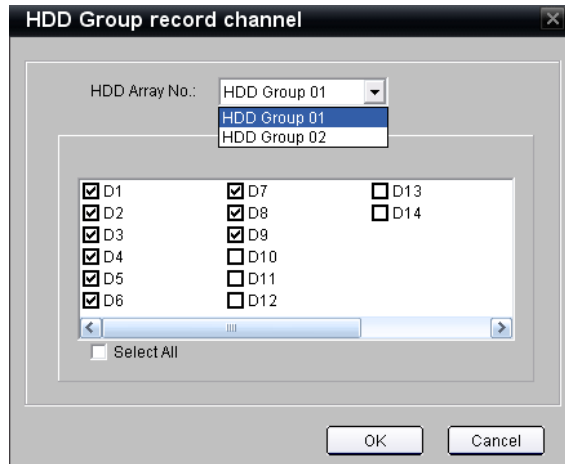 HDD Group record channel
HDD Array No.: HDD Group 01
HDD Group 01
HDD Group 02
D1 D7 D13
D2 D8 D14
D3 D9
D4 D10
D5 D11
D6 D12
Select All
OK Cancel